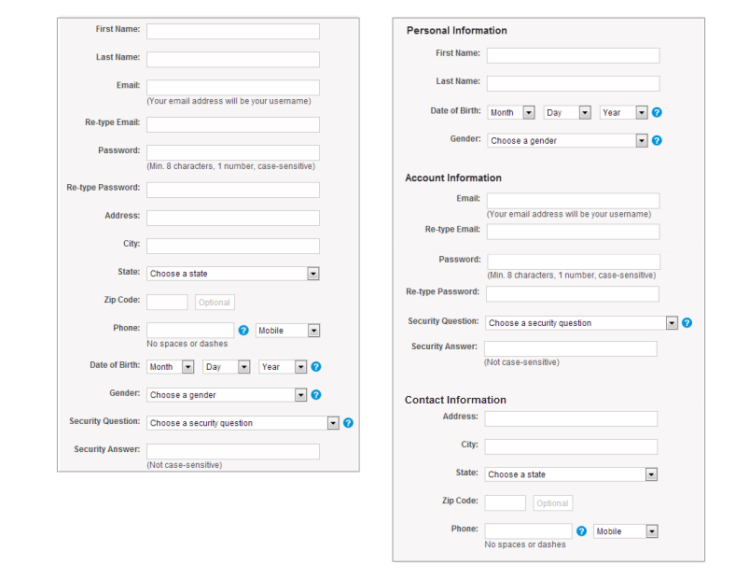 First Name:
Last Name:
Email:
(Your email address will be your username)
Re-type Email:
Password:
(Min. 8 characters, 1 number, case-sensitive)
Re-type Password:
Address:
City:
State: Choose a state
Zip Code: Optional
Phone: ? Mobile
No spaces or dashes
Date of Birth: Month Day Year ?
Gender: Choose a gender ?
Security Question: Choose a security question ?
Security Answer:
(Not case-sensitive)
Personal Information
First Name:
Last Name:
Date of Birth: Month Day Year ?
Gender: Choose a gender ?
Account Information
Email:
(Your email address will be your username)
Re-type Email:
Password:
(Min. 8 characters, 1 number, case-sensitive)
Re-type Password:
Security Question: Choose a security question ?
Security Answer:
(Not case-sensitive)
Contact Information
Address:
City:
State: Choose a state
Zip Code: Optional
Phone: ? Mobile
No spaces or dashes